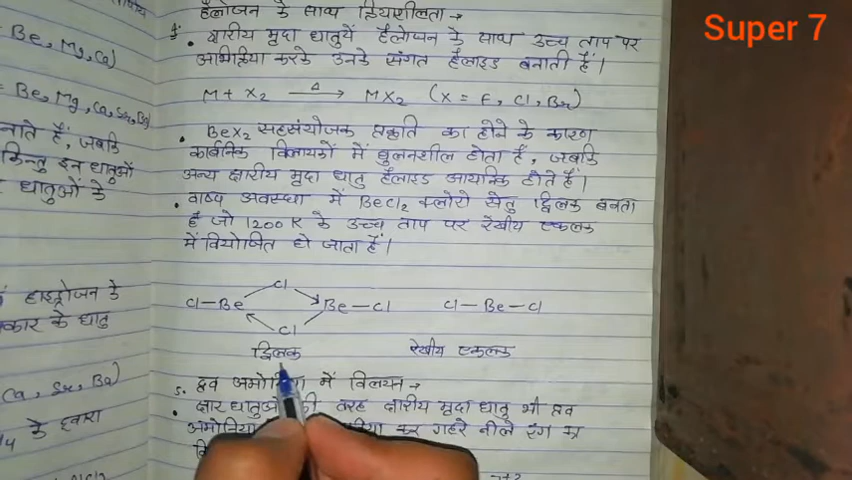 Super 7
हैलोजन के साथ क्रियाशीलता →
4.
• क्षारीय मृदा धातुयें हैलोजन के साथ उच्च ताप पर
अभिक्रिया करके उनके संगत हैलाइड बनाती हैं।
M + X2 —Δ→ MX2 (X = F, Cl, Br)
• BeX2 सहसंयोजक प्रकृति का होने के कारण
कार्बनिक विलायकों में घुलनशील होता है, जबकि
अन्य क्षारीय मृदा धातु हैलाइड आयनिक होते हैं।
• वाष्प अवस्था में BeCl2 क्लोरो सेतु द्विलक बनता
है जो 1200 K के उच्च ताप पर रेखीय एकलक
में वियोजित हो जाता है।
Cl
Cl—Be Be—Cl Cl—Be—Cl
Cl
द्विलक रेखीय एकलक
5. द्रव अमोनिया में विलयन →
• क्षार धातुओं की तरह क्षारीय मृदा धातु भी द्रव
अमोनिया कर गहरे नीले रंग का
Be, Mg, Ca)
= Be, Mg, Ca, Sr, Ba)
नाते हैं, जबकि
किन्तु इन धातुओं
धातुओं के
हाइड्रोजन के
प्रकार के धातु
(Ca, Sr, Ba)
के द्वारा